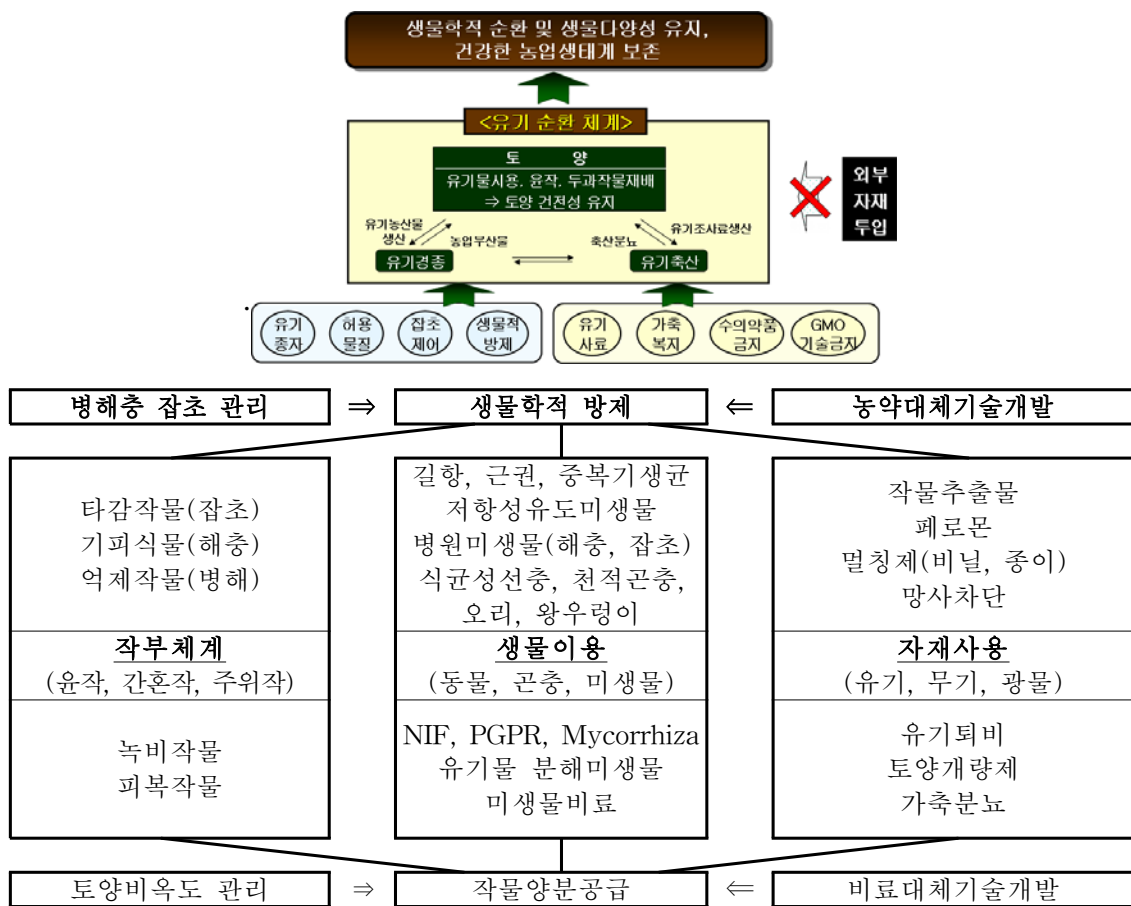 생물학적 순환 및 생물다양성 유지,
건강한 농업생태계 보존
<유기 순환 체계>
토 양
유기물시용. 윤작. 두과작물재배
⇒ 토양 건전성 유지
외부
자재
투입
유기농산물
생산
농업부산물
축산분뇨
유기조사료생산
유기경종
유기축산
유기
종자
허용
물질
잡초
제어
생물적
방제
유기
사료
가축
복지
수의약품
금지
GMO
기술금지
병해충 잡초 관리 ⇒ 생물학적 방제 ⇐ 농약대체기술개발
타감작물(잡초)
기피식물(해충)
억제작물(병해)
길항, 근권, 중복기생균
저항성유도미생물
병원미생물(해충, 잡초)
식균성선충, 천적곤충,
오리, 왕우렁이
작물추출물
페로몬
멀칭제(비닐, 종이)
망사차단
작부체계
(윤작, 간혼작, 주위작)
생물이용
(동물, 곤충, 미생물)
자재사용
(유기, 무기, 광물)
녹비작물
피복작물
NIF, PGPR, Mycorrhiza
유기물 분해미생물
미생물비료
유기퇴비
토양개량제
가축분뇨
토양비옥도 관리 ⇒ 작물양분공급 ⇐ 비료대체기술개발